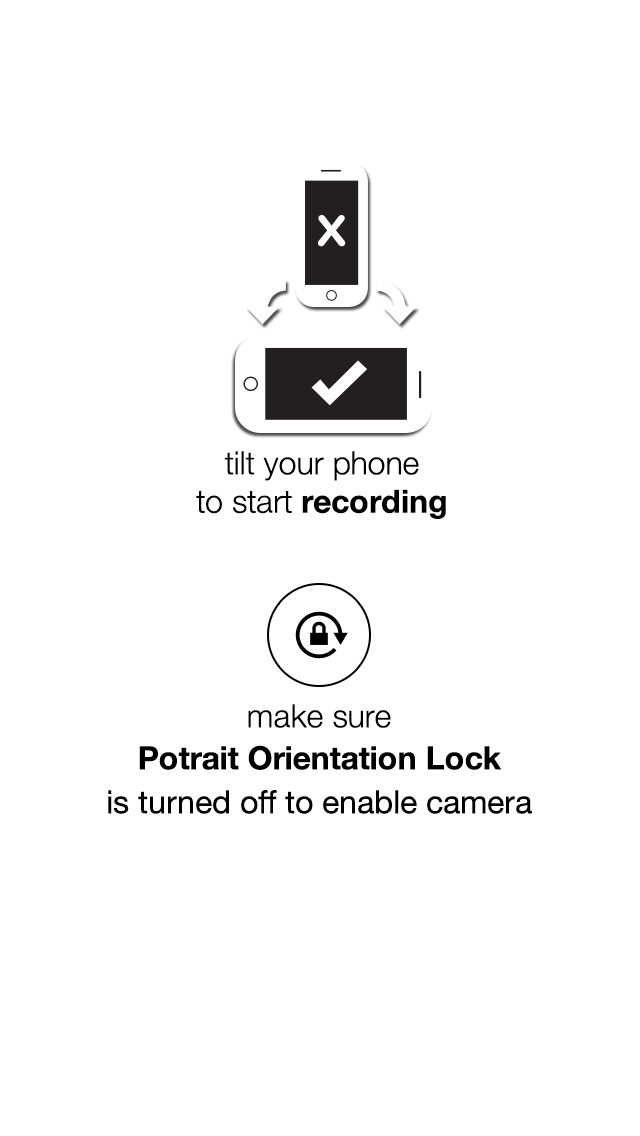 tilt your phone
to start recording
make sure
Potrait Orientation Lock
is turned off to enable camera